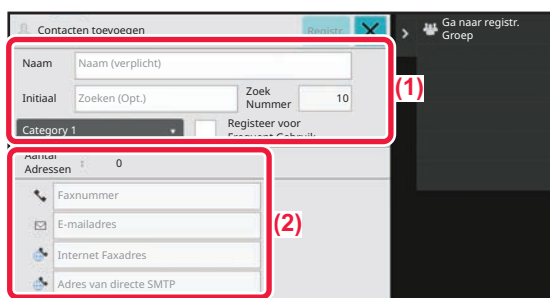 Contacten toevoegen
Registr.
Ga naar registr.
Groep
Naam
Naam (verplicht)
(1)
Initiaal
Zoeken (Opt.)
Zoek
Nummer
10
Category 1
Registeer voor
Frequent Gebruik
Aantal
Adressen : 0
Faxnummer
E-mailadres
(2)
Internet Faxadres
Adres van directe SMTP